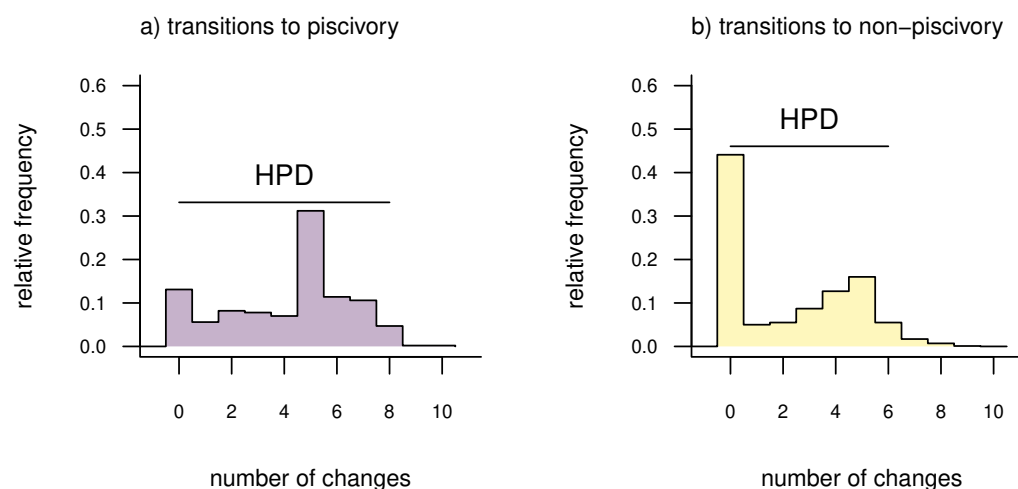 a) transitions to piscivory
relative frequency
0.6
0.5
0.4
0.3
0.2
0.1
0.0
HPD
0 2 4 6 8 10
number of changes
b) transitions to non−piscivory
relative frequency
0.6
0.5
0.4
0.3
0.2
0.1
0.0
HPD
0 2 4 6 8 10
number of changes